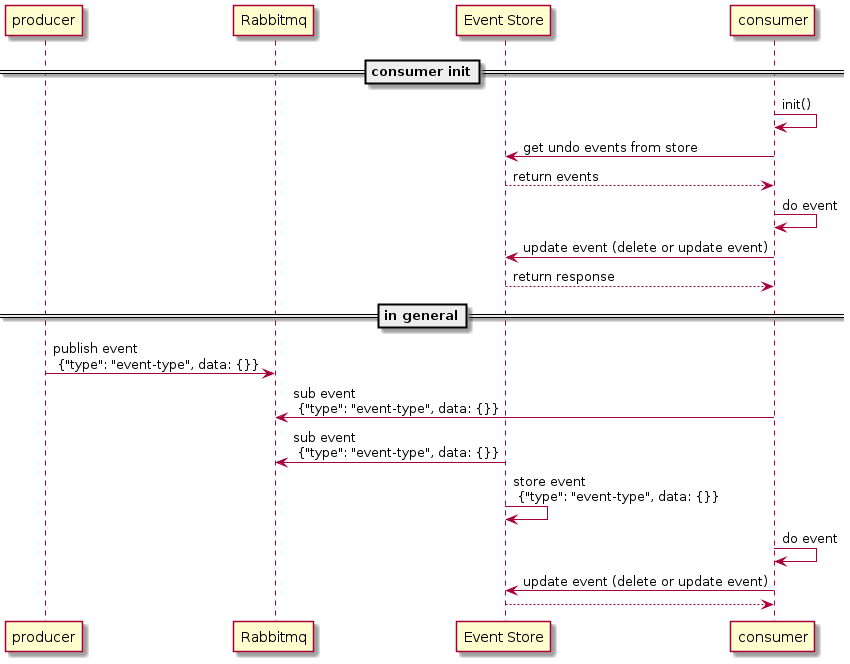 producer
Rabbitmq
Event Store
consumer
consumer init
init()
get undo events from store
return events
do event
update event (delete or update event)
return response
in general
publish event
{"type": "event-type", data: {}}
sub event
{"type": "event-type", data: {}}
sub event
{"type": "event-type", data: {}}
store event
{"type": "event-type", data: {}}
do event
update event (delete or update event)
producer
Rabbitmq
Event Store
consumer